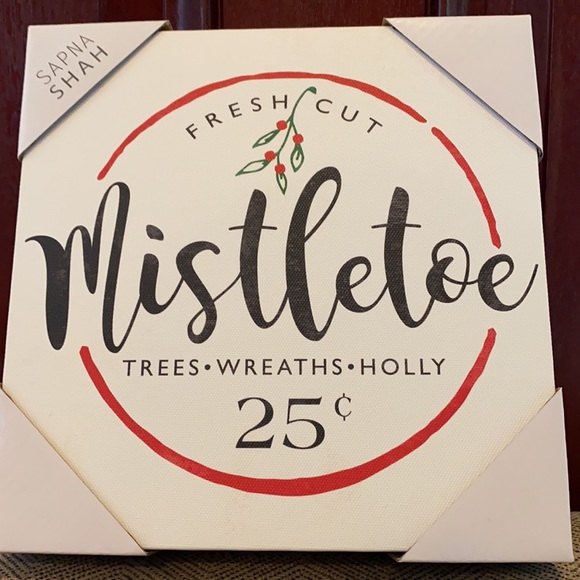 SAPNA
SHAH
FRESH CUT
Mistletoe
TREES•WREATHS•HOLLY
25¢